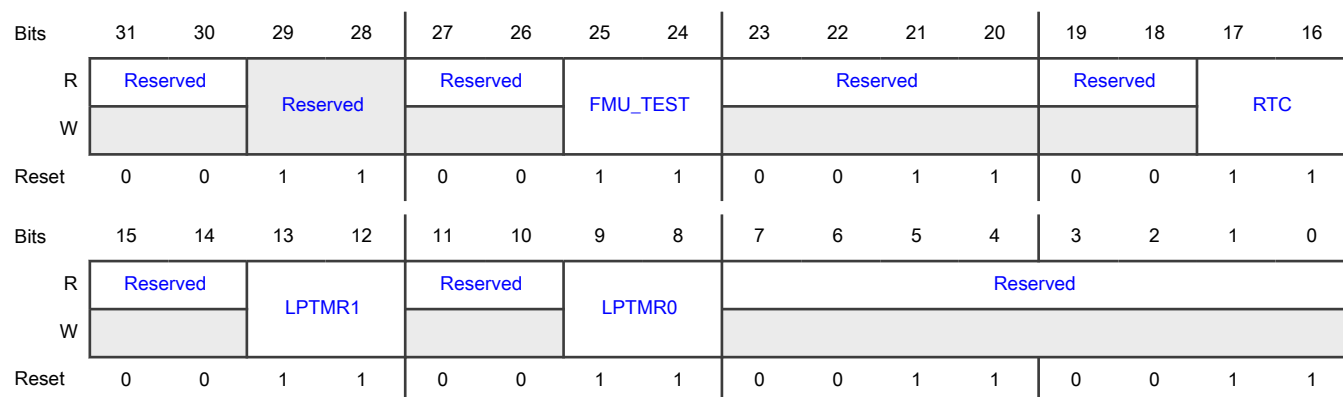 Bits 31 30 29 28 27 26 25 24 23 22 21 20 19 18 17 16
R Reserved Reserved Reserved FMU_TEST Reserved Reserved RTC
W
Reset 0 0 1 1 0 0 1 1 0 0 1 1 0 0 1 1
Bits 15 14 13 12 11 10 9 8 7 6 5 4 3 2 1 0
R Reserved LPTMR1 Reserved LPTMR0 Reserved
W
Reset 0 0 1 1 0 0 1 1 0 0 1 1 0 0 1 1